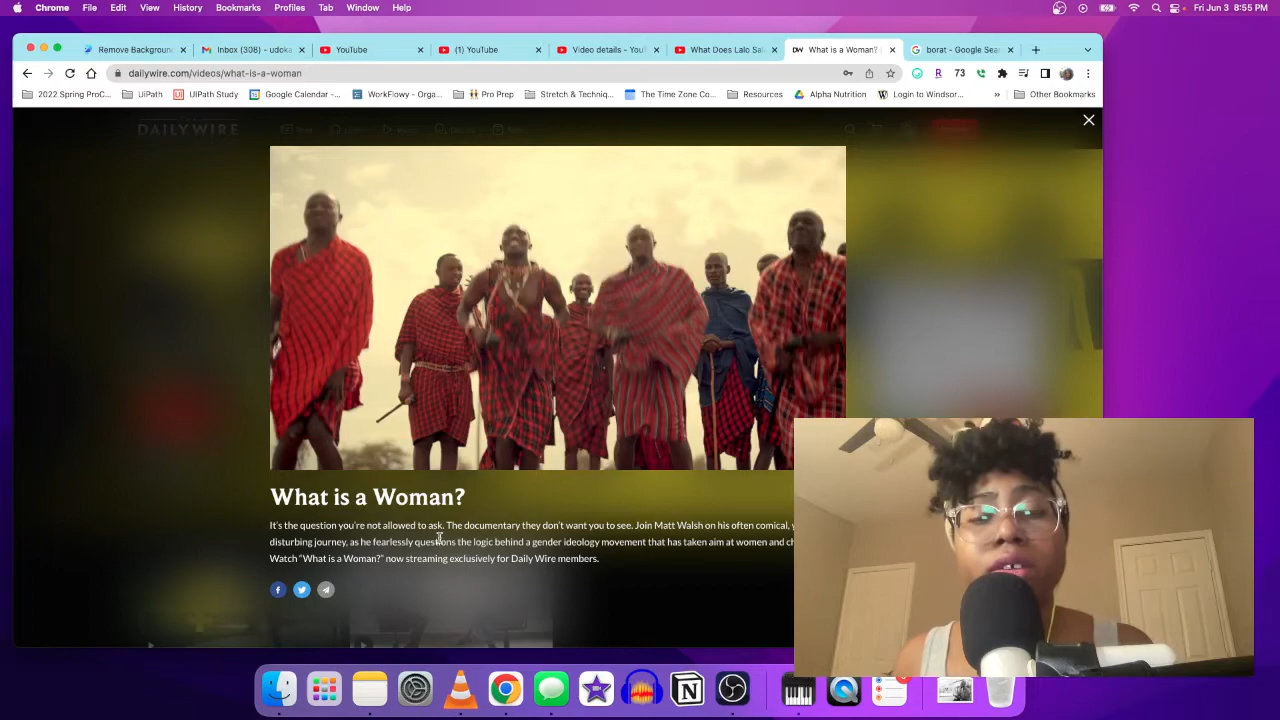 Chrome File Edit View History Bookmarks Profiles Tab Window Help Fri Jun 3 8:55 PM
Remove Background Inbox (308) - udoka YouTube (1) YouTube Video details - You What Does Lalo Sal DW What is a Woman? | borat - Google Sea
dailywire.com/videos/what-is-a-woman 73
2022 Spring ProC... UiPath UIPath Study Google Calendar -... WorkFlowy - Orga... Pro Prep Stretch & Techniq... The Time Zone Co... Resources Alpha Nutrition Login to Windsor... » Other Bookmarks
DAILYWIRE
What is a Woman?
It's the question you're not allowed to ask. The documentary they don't want you to see. Join Matt Walsh on his often comical,
disturbing journey, as he fearlessly questions the logic behind a gender ideology movement that has taken aim at women and ch
Watch "What is a Woman?" now streaming exclusively for Daily Wire members.